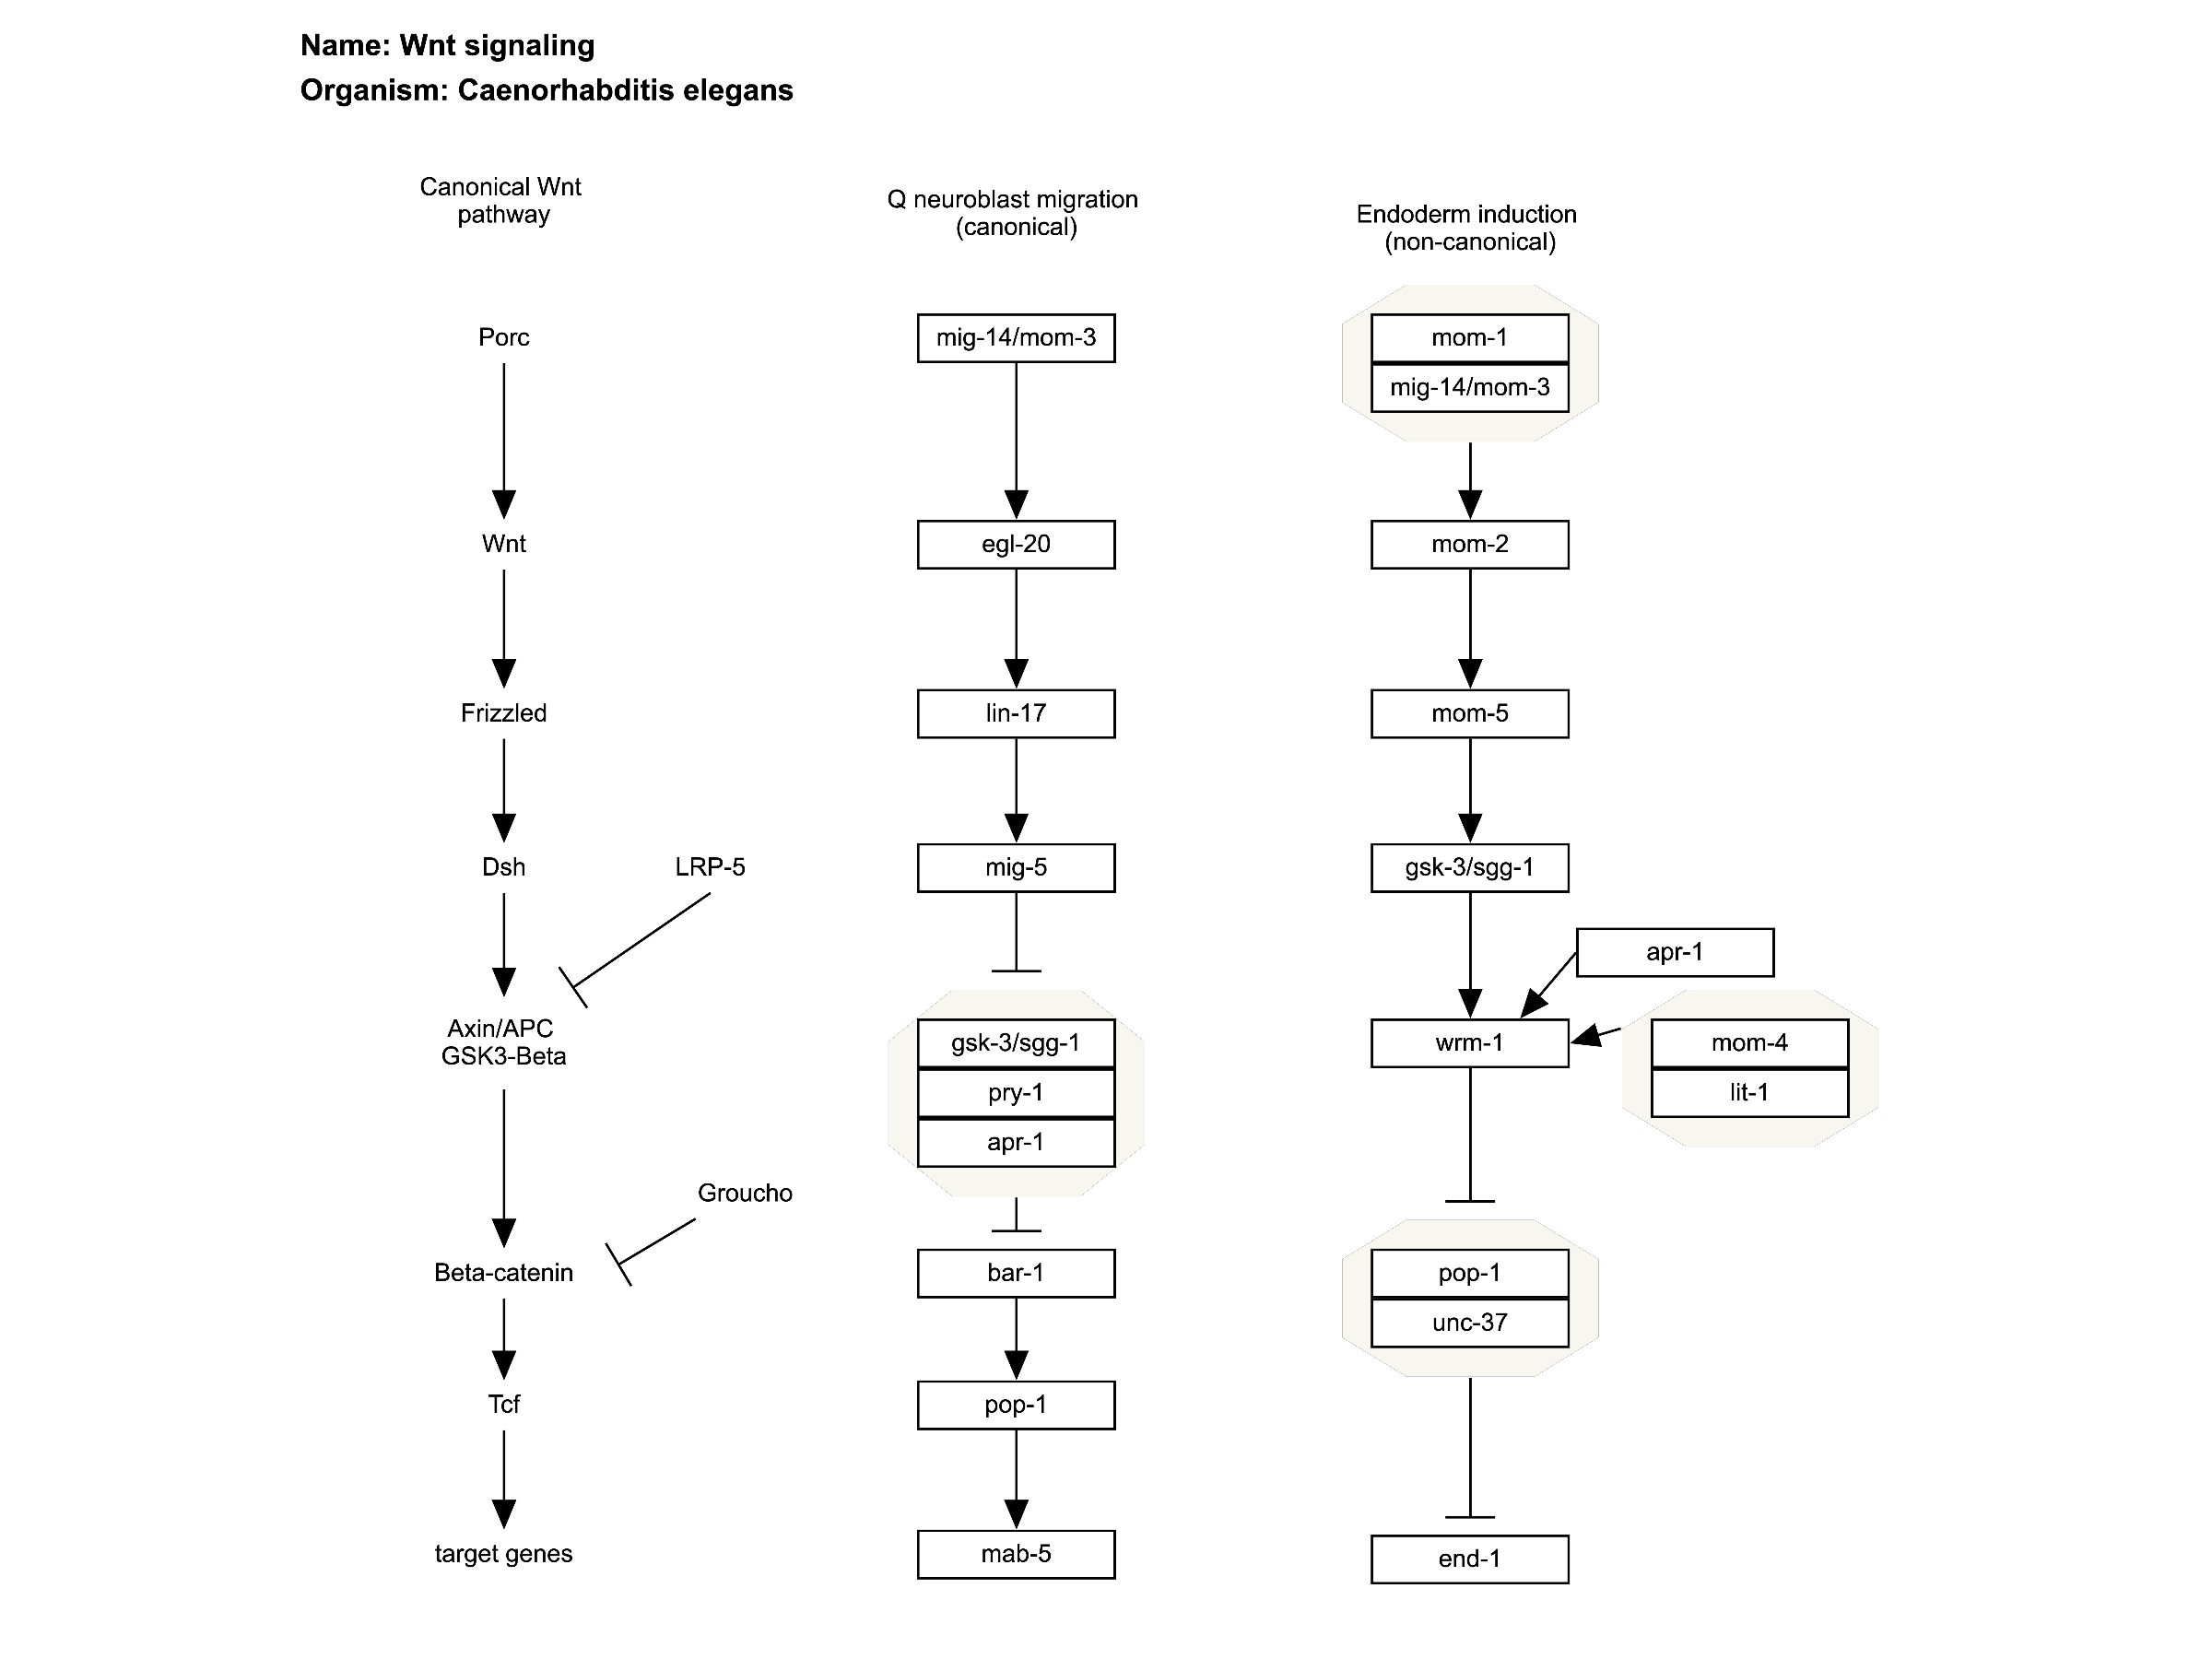 Name: Wnt signaling
Organism: Caenorhabditis elegans
Canonical Wnt
pathway
Porc
Wnt
Frizzled
Dsh
LRP-5
Axin/APC
GSK3-Beta
Groucho
Beta-catenin
Tcf
target genes
Q neuroblast migration
(canonical)
mig-14/mom-3
egl-20
lin-17
mig-5
gsk-3/sgg-1
pry-1
apr-1
bar-1
pop-1
mab-5
Endoderm induction
(non-canonical)
mom-1
mig-14/mom-3
mom-2
mom-5
gsk-3/sgg-1
apr-1
wrm-1
mom-4
lit-1
pop-1
unc-37
end-1